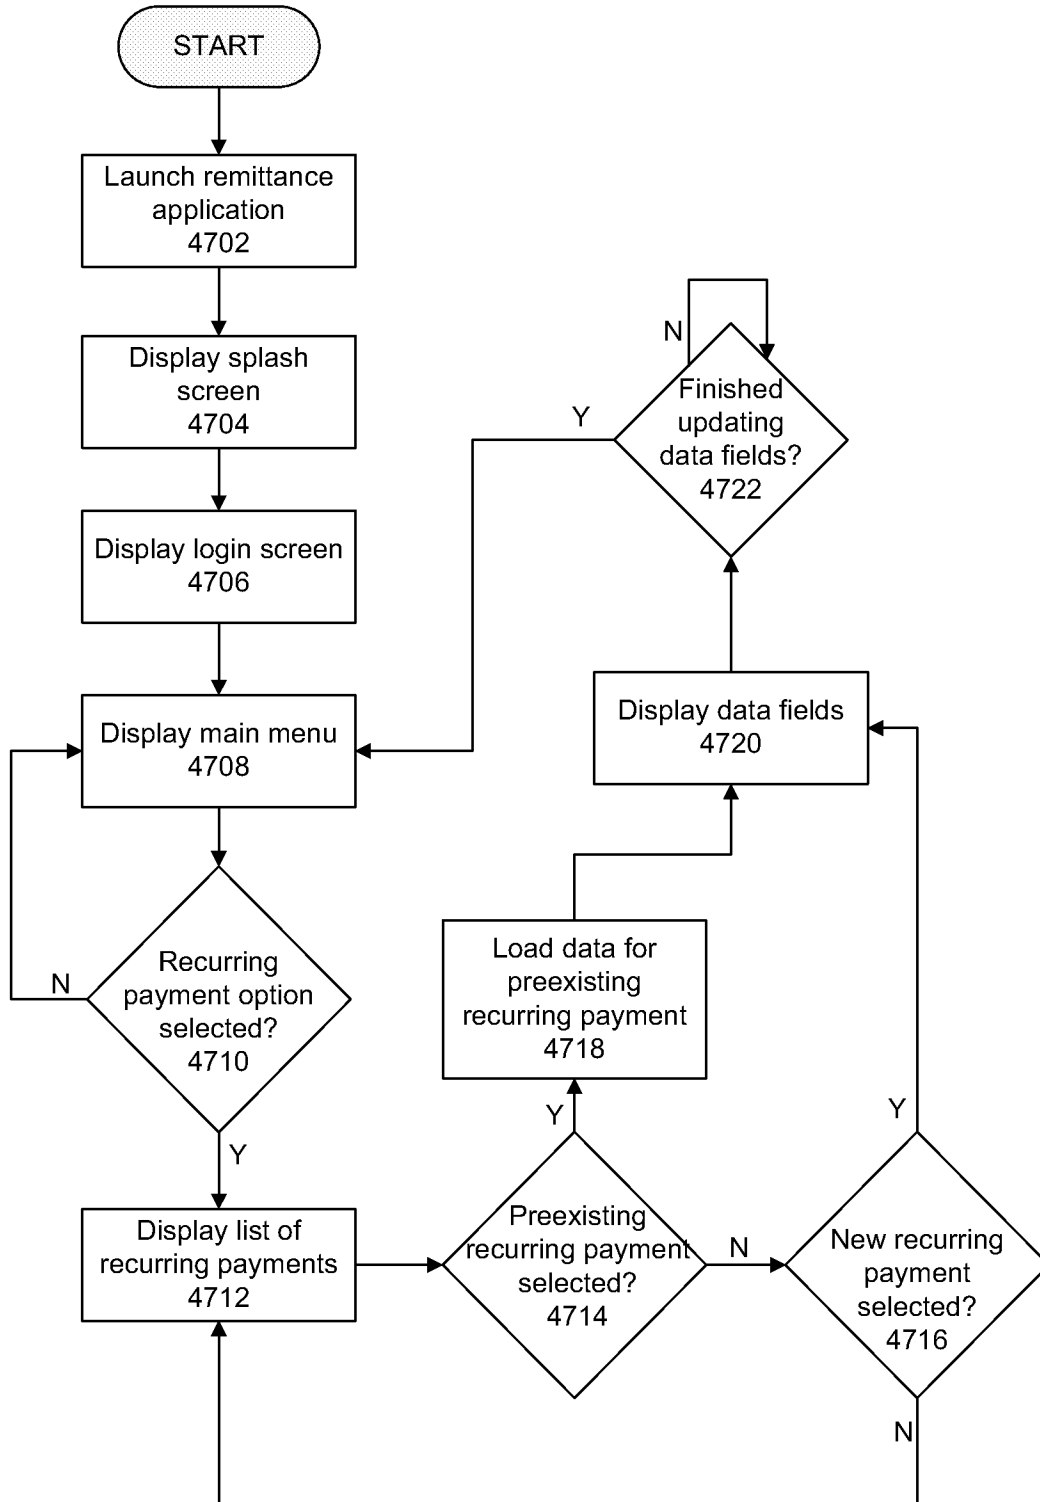 START
Launch remittance
application
4702
Display splash
screen
4704
Display login screen
4706
Display main menu
4708
Recurring
payment option
selected?
4710
N
Y
Display list of
recurring payments
4712
Preexisting
recurring payment
selected?
4714
Y
N
New recurring
payment
selected?
4716
Y
N
Load data for
preexisting
recurring payment
4718
Display data fields
4720
Finished
updating
data fields?
4722
N
Y